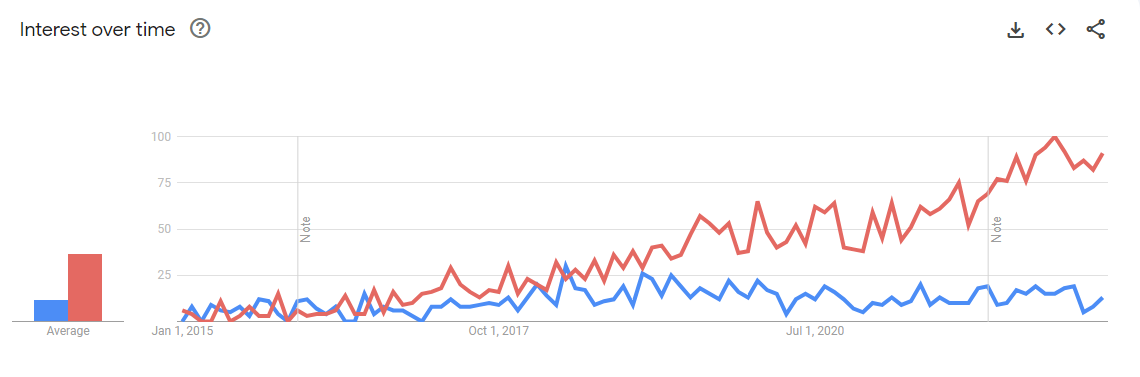 Interest over time
100
75
50
25
Note
Note
Average
Jan 1, 2015
Oct 1, 2017
Jul 1, 2020